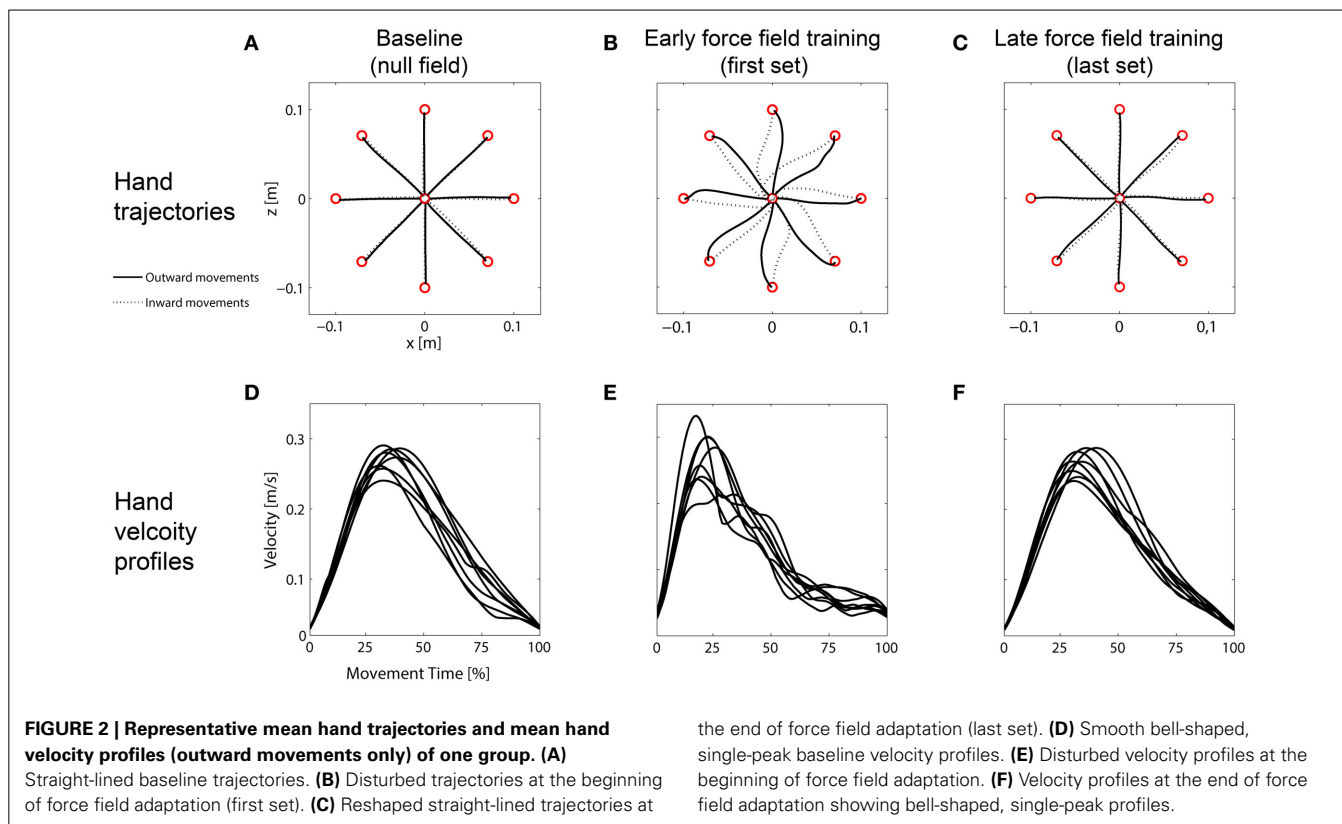 A
Baseline
(null field)
B
Early force field training
(first set)
C
Late force field training
(last set)
Hand
trajectories
Outward movements
Inward movements
z [m]
0.1
0
−0.1
−0.1
0
0.1
x [m]
−0.1
0
0.1
−0.1
0
0,1
D
E
F
Hand
velcoity
profiles
Velocity [m/s]
0.3
0.2
0.1
0
0
25
50
75
100
Movement Time [%]
0
25
50
75
100
0
25
50
75
100
FIGURE 2 | Representative mean hand trajectories and mean hand
velocity profiles (outward movements only) of one group. (A)
Straight-lined baseline trajectories. (B) Disturbed trajectories at the beginning
of force field adaptation (first set). (C) Reshaped straight-lined trajectories at
the end of force field adaptation (last set). (D) Smooth bell-shaped,
single-peak baseline velocity profiles. (E) Disturbed velocity profiles at the
beginning of force field adaptation. (F) Velocity profiles at the end of force
field adaptation showing bell-shaped, single-peak profiles.